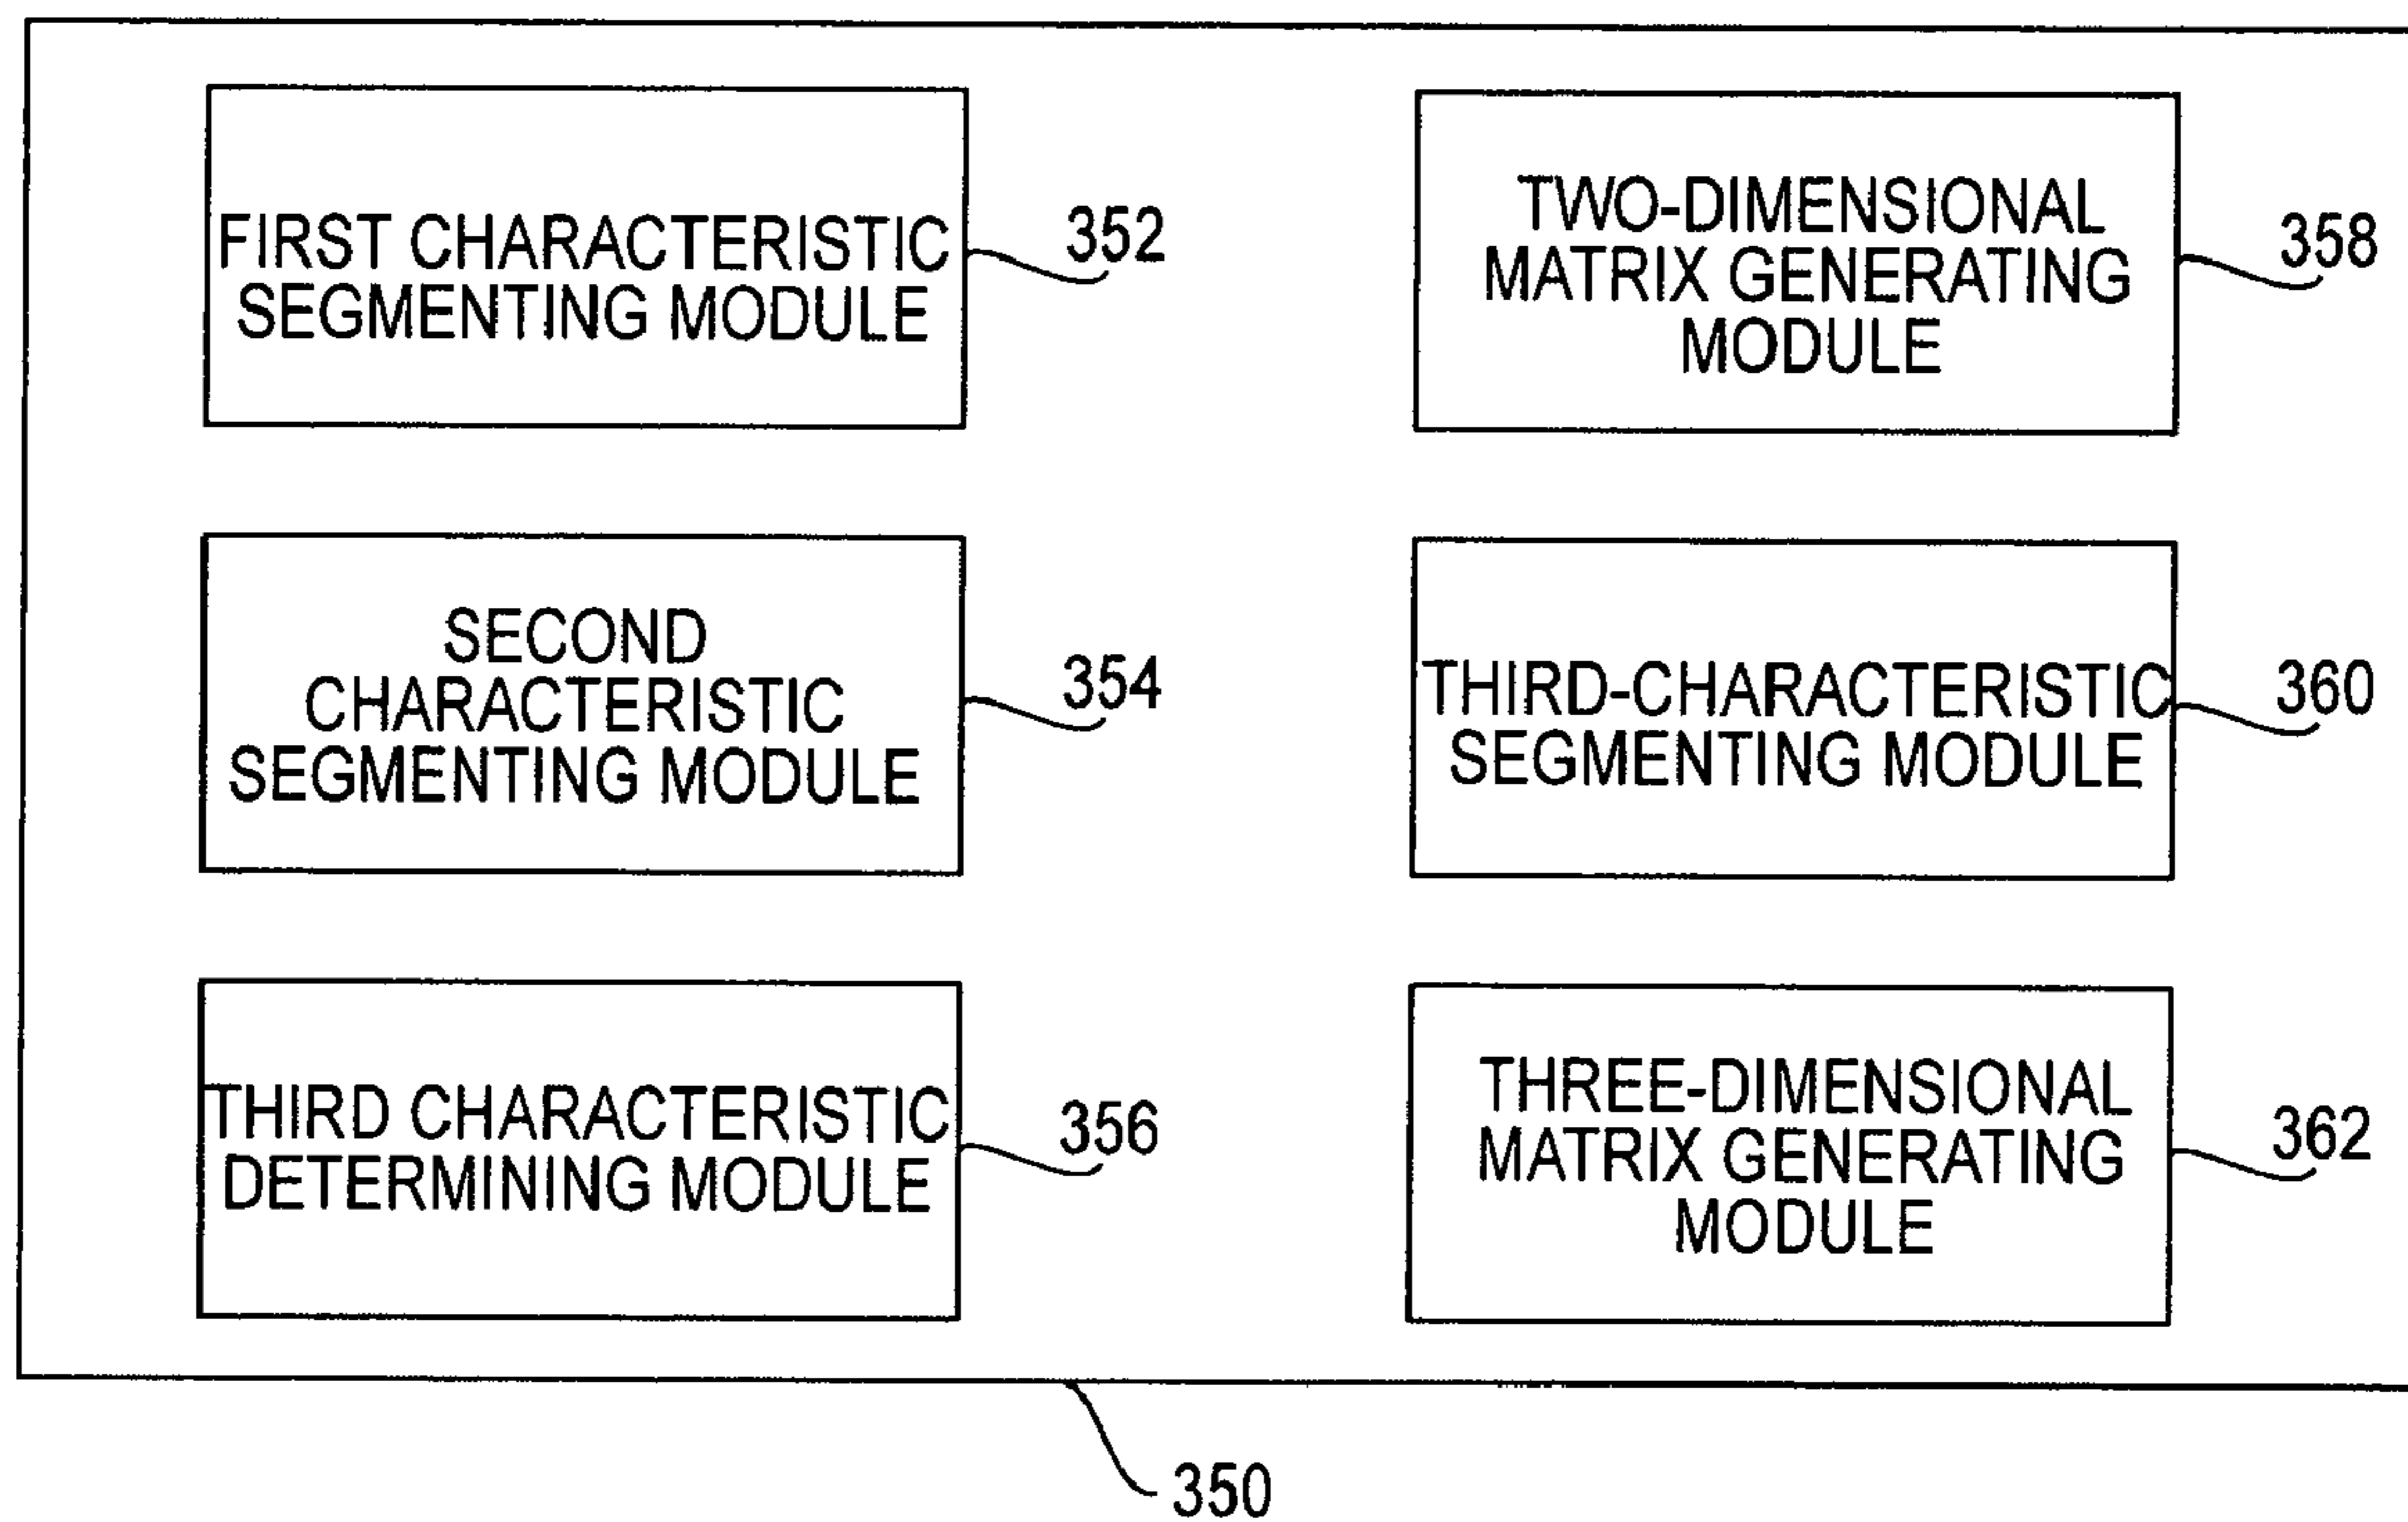 FIRST CHARACTERISTIC
SEGMENTING MODULE
352
SECOND
CHARACTERISTIC
SEGMENTING MODULE
354
THIRD CHARACTERISTIC
DETERMINING MODULE
356
TWO-DIMENSIONAL
MATRIX GENERATING
MODULE
358
THIRD-CHARACTERISTIC
SEGMENTING MODULE
360
THREE-DIMENSIONAL
MATRIX GENERATING
MODULE
362
350